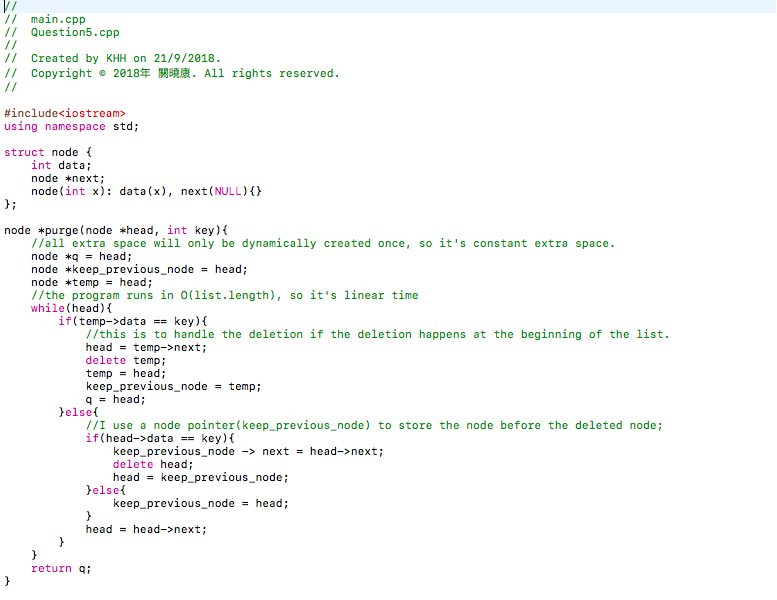 //
//  main.cpp
//  Question5.cpp
//
//  Created by KHH on 21/9/2018.
//  Copyright © 2018年 關曉康. All rights reserved.
//
#include<iostream>
using namespace std;
struct node {
    int data;
    node *next;
    node(int x): data(x), next(NULL){}
};
node *purge(node *head, int key){
    //all extra space will only be dynamically created once, so it's constant extra space.
    node *q = head;
    node *keep_previous_node = head;
    node *temp = head;
    //the program runs in O(list.length), so it's linear time
    while(head){
        if(temp->data == key){
            //this is to handle the deletion if the deletion happens at the beginning of the list.
            head = temp->next;
            delete temp;
            temp = head;
            keep_previous_node = temp;
            q = head;
        }else{
            //I use a node pointer(keep_previous_node) to store the node before the deleted node;
            if(head->data == key){
                keep_previous_node -> next = head->next;
                delete head;
                head = keep_previous_node;
            }else{
                keep_previous_node = head;
            }
            head = head->next;
        }
    }
    return q;
}